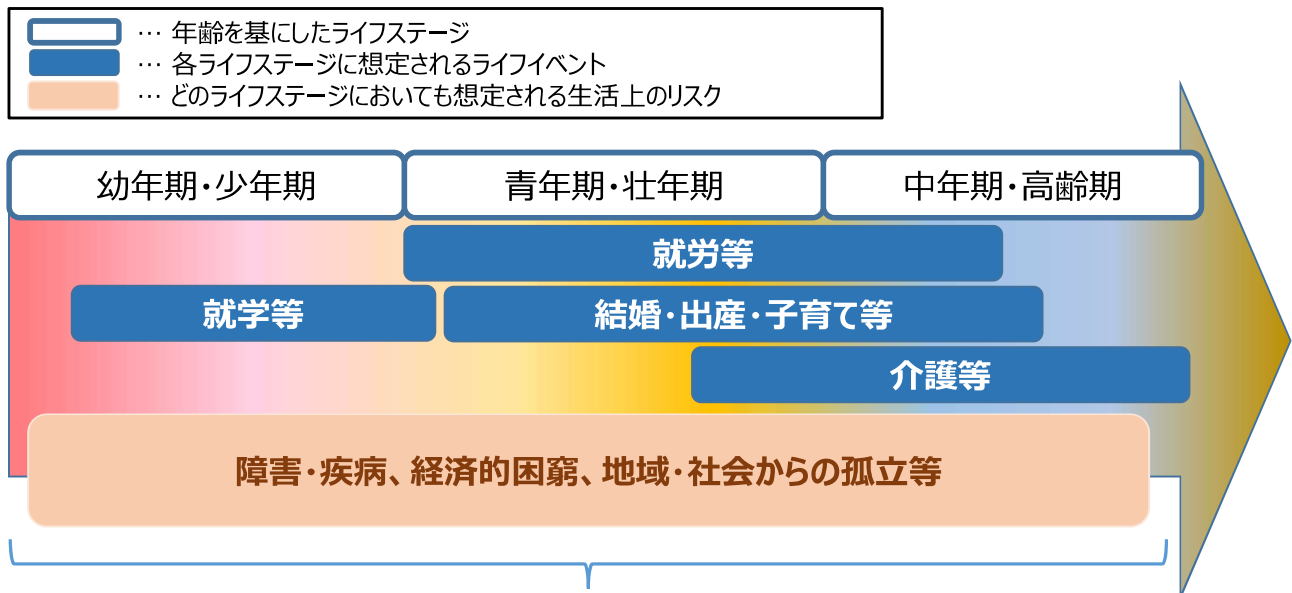 … 年齢を基にしたライフステージ
… 各ライフステージに想定されるライフイベント
… どのライフステージにおいても想定される生活上のリスク
幼年期・少年期
青年期・壮年期
中年期・高齢期
就労等
就学等
結婚・出産・子育て等
介護等
障害・疾病、経済的困窮、地域・社会からの孤立等